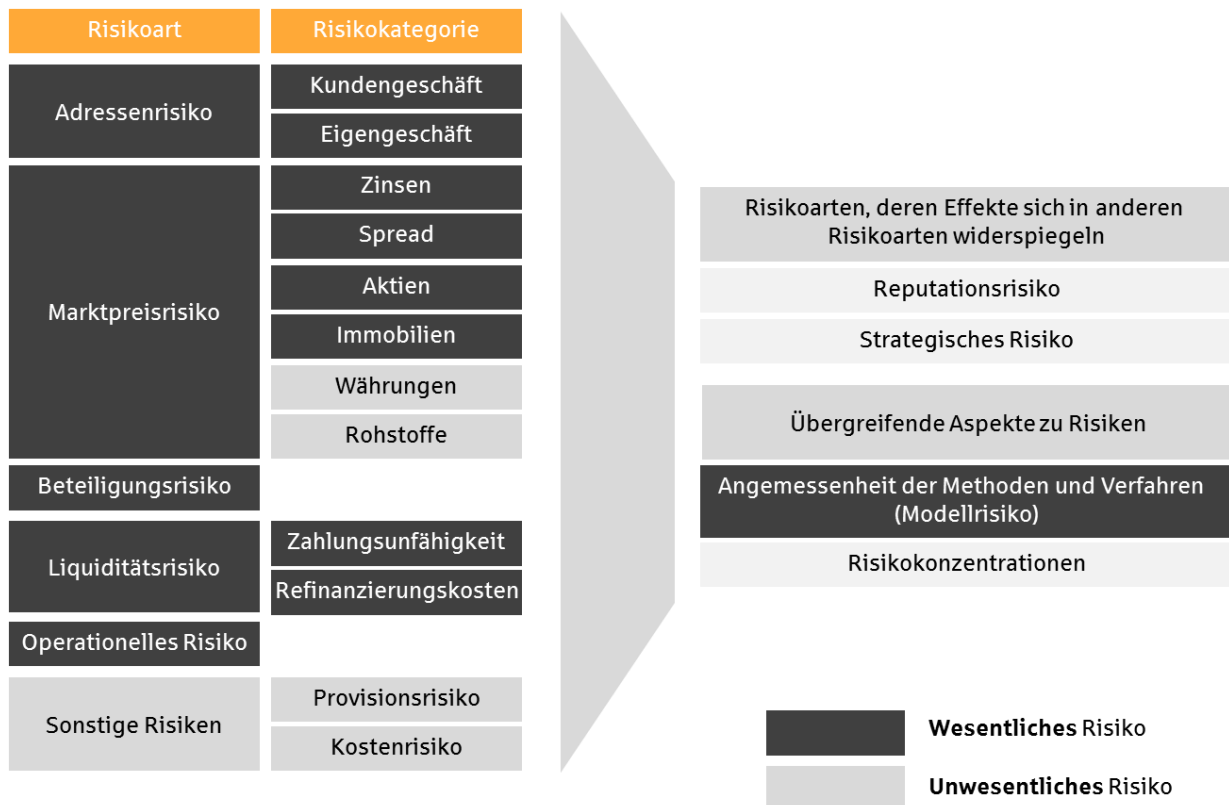 Risikoart
Risikokategorie
Adressenrisiko
Kundengeschäft
Eigengeschäft
Marktpreisrisiko
Zinsen
Spread
Aktien
Immobilien
Währungen
Rohstoffe
Beteiligungsrisiko
Liquiditätsrisiko
Zahlungsunfähigkeit
Refinanzierungskosten
Operationelles Risiko
Sonstige Risiken
Provisionsrisiko
Kostenrisiko
Risikoarten, deren Effekte sich in anderen
Risikoarten widerspiegeln
Reputationsrisiko
Strategisches Risiko
Übergreifende Aspekte zu Risiken
Angemessenheit der Methoden und Verfahren
(Modellrisiko)
Risikokonzentrationen
Wesentliches Risiko
Unwesentliches Risiko